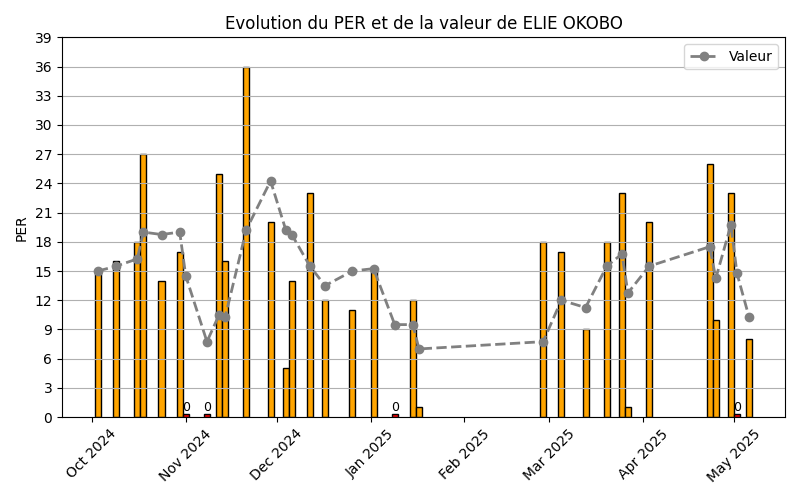 Evolution du PER et de la valeur de ELIE OKOBO
Valeur
PER
39
36
33
30
27
24
21
18
15
12
9
6
3
0
0
0
0
0
Oct 2024
Nov 2024
Dec 2024
Jan 2025
Feb 2025
Mar 2025
Apr 2025
May 2025